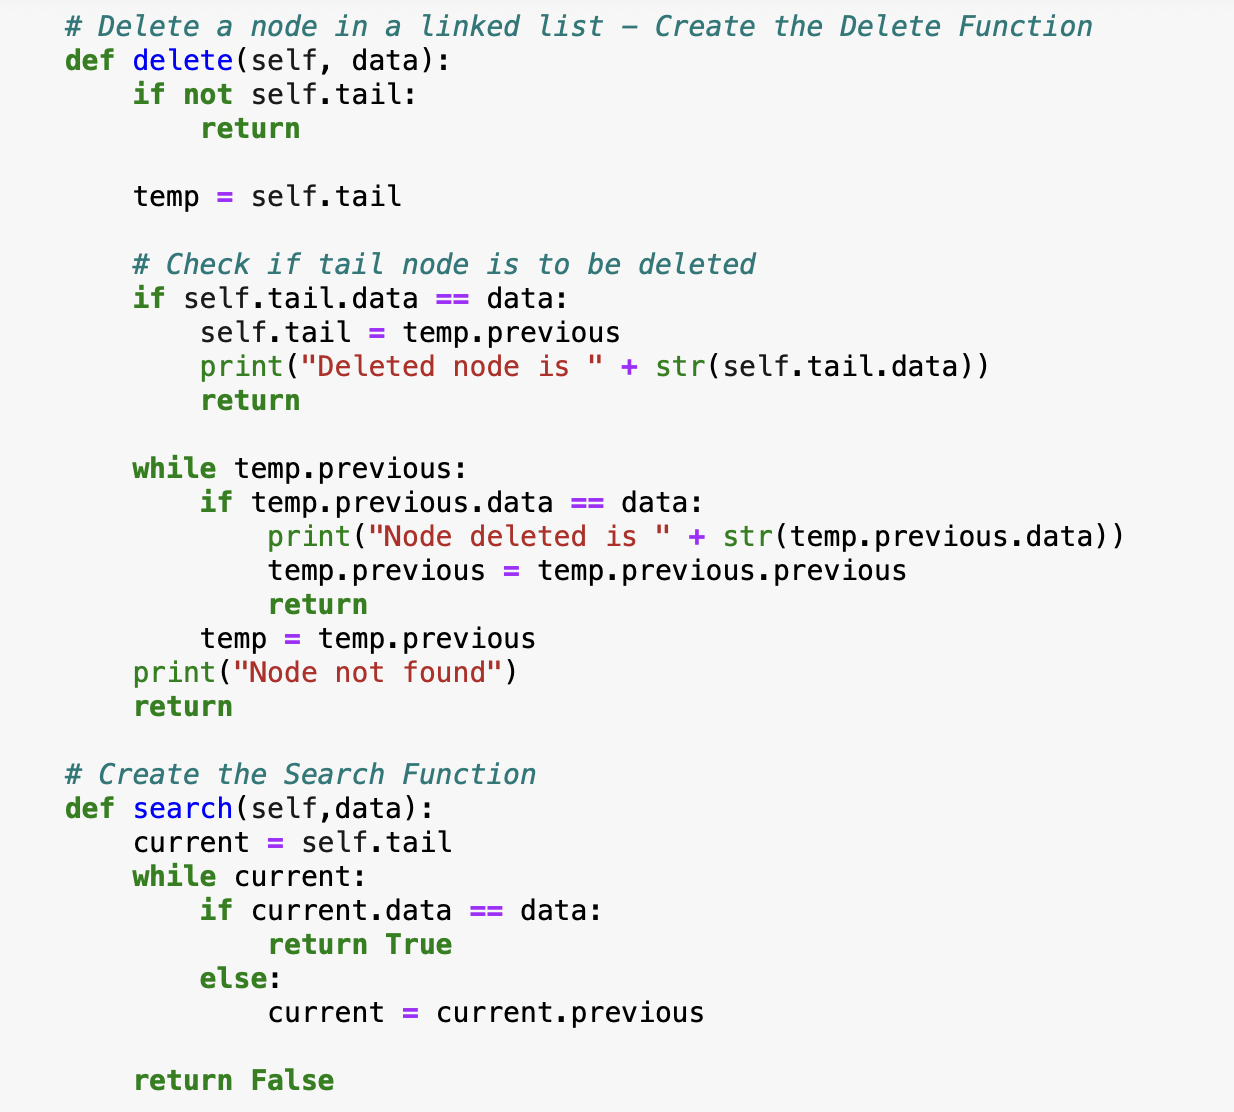 # Delete a node in a linked list – Create the Delete Function
def delete(self, data):
    if not self.tail:
        return

    temp = self.tail

    # Check if tail node is to be deleted
    if self.tail.data == data:
        self.tail = temp.previous
        print("Deleted node is " + str(self.tail.data))
        return

    while temp.previous:
        if temp.previous.data == data:
            print("Node deleted is " + str(temp.previous.data))
            temp.previous = temp.previous.previous
            return
        temp = temp.previous
    print("Node not found")
    return

# Create the Search Function
def search(self,data):
    current = self.tail
    while current:
        if current.data == data:
            return True
        else:
            current = current.previous

    return False